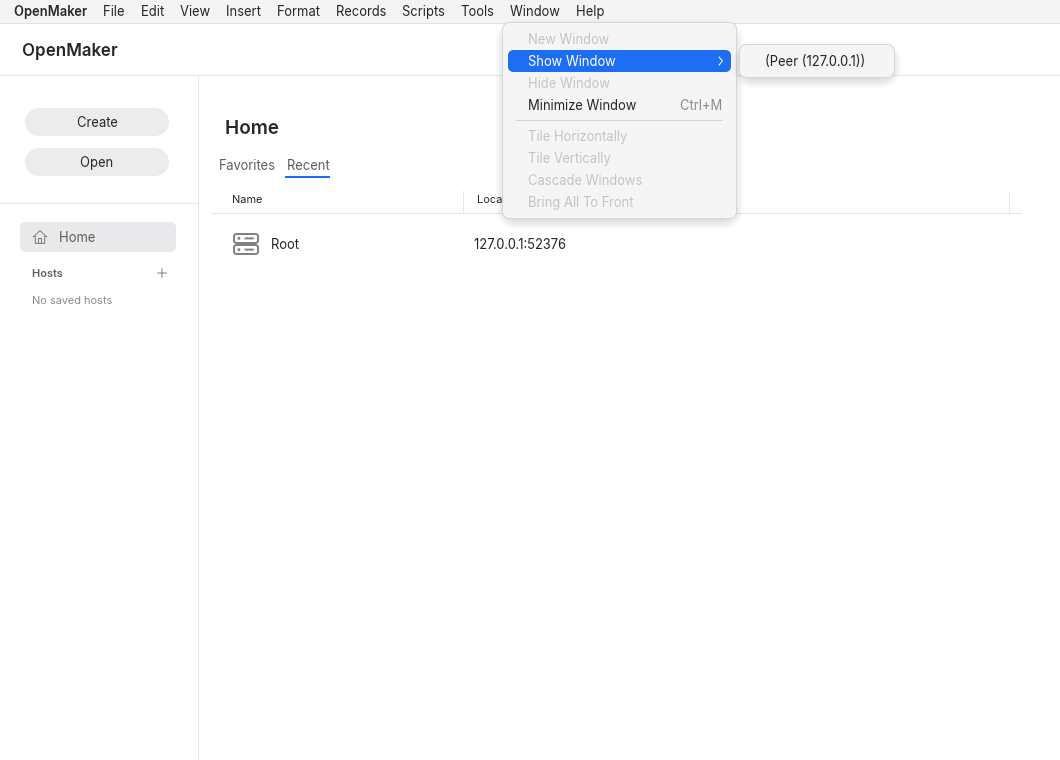 OpenMaker File Edit View Insert Format Records Scripts Tools Window Help
OpenMaker
New Window
Show Window
(Peer (127.0.0.1))
Hide Window
Minimize Window Ctrl+M
Tile Horizontally
Tile Vertically
Cascade Windows
Bring All To Front
Create
Open
Home
Hosts
No saved hosts
Home
Favorites Recent
Name Loca
Root 127.0.0.1:52376